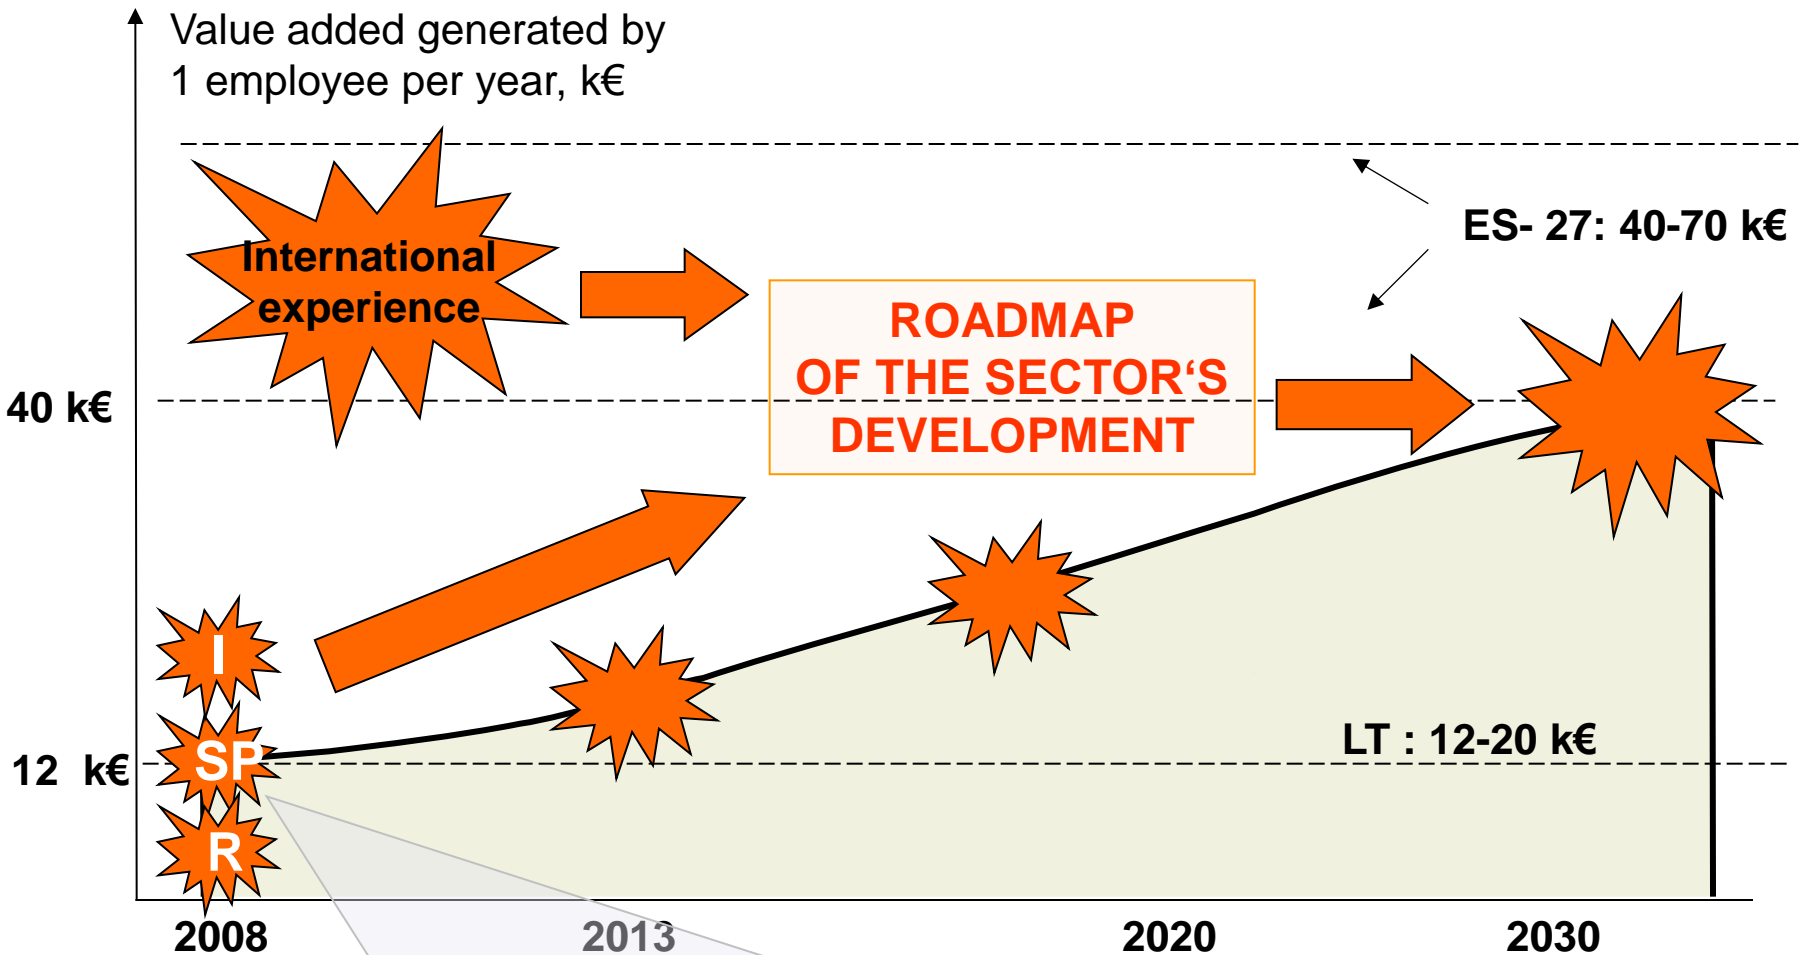 Value added generated by
1 employee per year, k€
ES- 27: 40-70 k€
International
experience
ROADMAP
OF THE SECTOR‘S
DEVELOPMENT
40 k€
I
SP
R
12 k€
LT : 12-20 k€
2008
2013
2020
2030